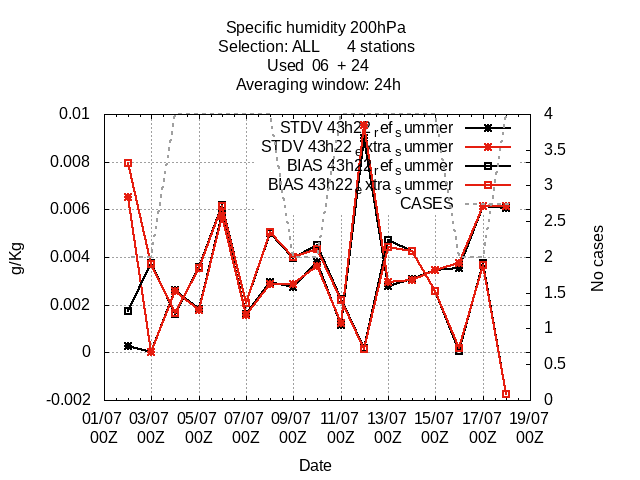 Specific humidity 200hPa
Selection: ALL 4 stations
Used 06 + 24
Averaging window: 24h
0.01
0.008
0.006
0.004
0.002
0
-0.002
g/Kg
STDV 43h22_ref_summer
STDV 43h22_extra_summer
BIAS 43h22_ref_summer
BIAS 43h22_extra_summer
CASES
4
3.5
3
2.5
2
1.5
1
0.5
0
No cases
01/07 03/07 05/07 07/07 09/07 11/07 13/07 15/07 17/07 19/07
00Z 00Z 00Z 00Z 00Z 00Z 00Z 00Z 00Z 00Z
Date